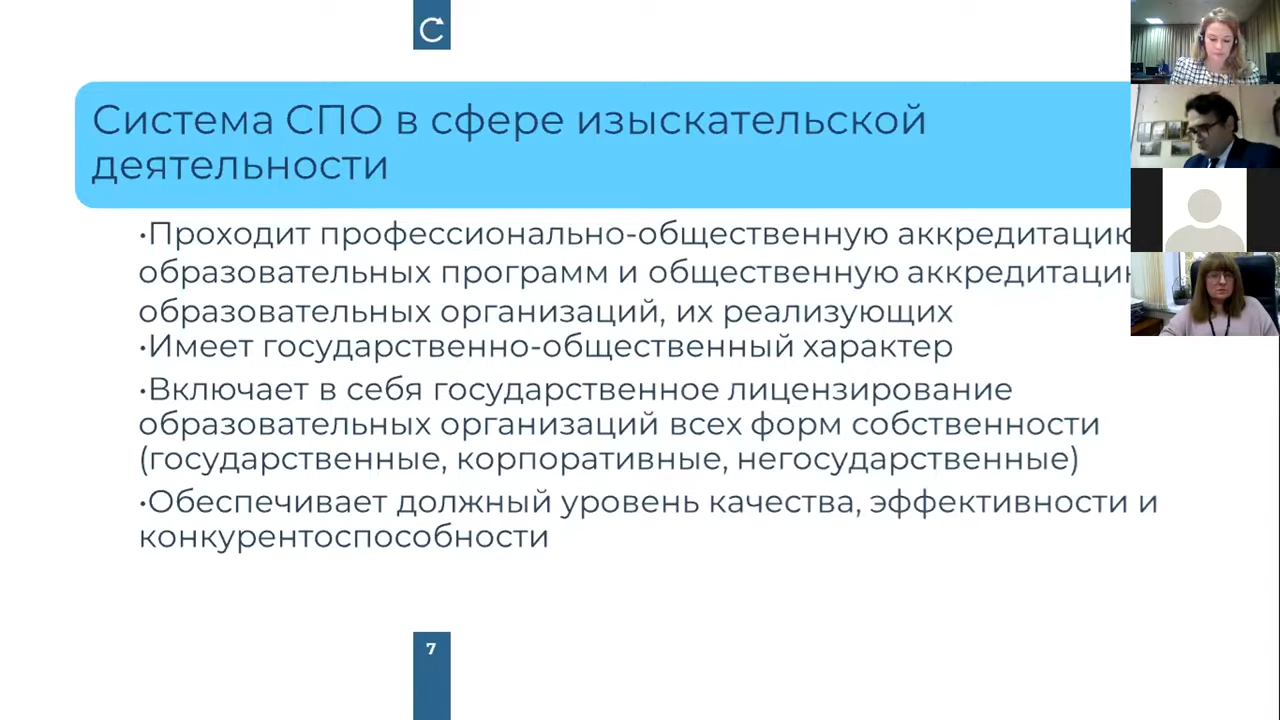 Система СПО в сфере изыскательской
деятельности
•Проходит профессионально-общественную аккредитацию
образовательных программ и общественную аккредитацию
образовательных организаций, их реализующих
•Имеет государственно-общественный характер
•Включает в себя государственное лицензирование
образовательных организаций всех форм собственности
(государственные, корпоративные, негосударственные)
•Обеспечивает должный уровень качества, эффективности и
конкурентоспособности
7